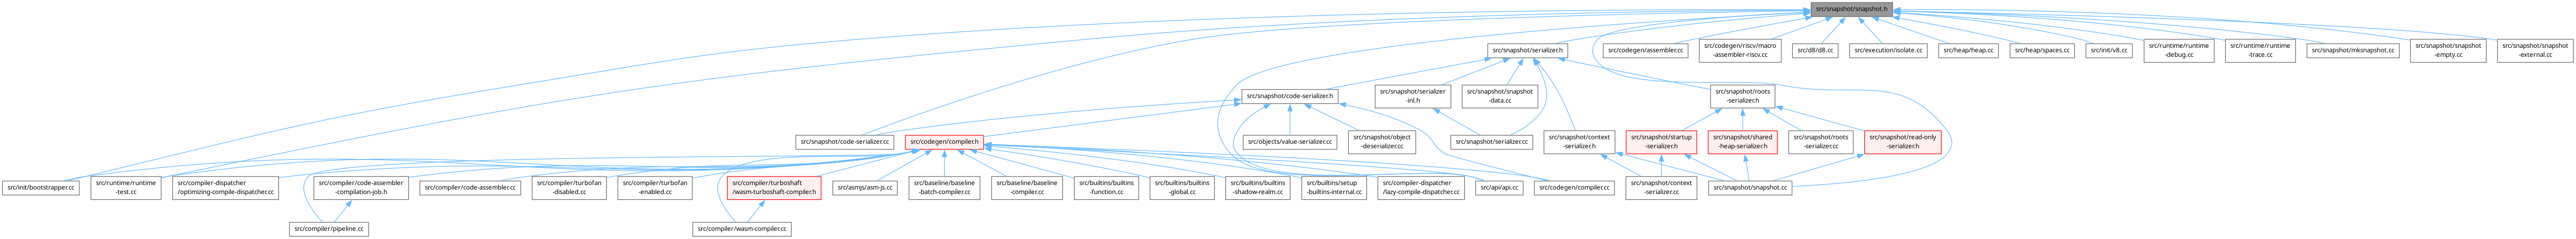 src/snapshot/snapshot.h
src/snapshot/serializer.h
src/codegen/assembler.cc
src/codegen/riscv/macro
-assembler-riscv.cc
src/d8/d8.cc
src/execution/isolate.cc
src/heap/heap.cc
src/heap/spaces.cc
src/init/v8.cc
src/runtime/runtime
-debug.cc
src/runtime/runtime
-trace.cc
src/snapshot/mksnapshot.cc
src/snapshot/snapshot
-empty.cc
src/snapshot/snapshot
-external.cc
src/snapshot/code-serializer.h
src/snapshot/serializer
-inl.h
src/snapshot/snapshot
-data.cc
src/snapshot/roots
-serializer.h
src/snapshot/code-serializer.cc
src/codegen/compiler.h
src/objects/value-serializer.cc
src/snapshot/object
-deserializer.cc
src/snapshot/serializer.cc
src/snapshot/context
-serializer.h
src/snapshot/startup
-serializer.h
src/snapshot/shared
-heap-serializer.h
src/snapshot/roots
-serializer.cc
src/snapshot/read-only
-serializer.h
src/init/bootstrapper.cc
src/runtime/runtime
-test.cc
src/compiler-dispatcher
/optimizing-compile-dispatcher.cc
src/compiler/code-assembler
-compilation-job.h
src/compiler/code-assembler.cc
src/compiler/turbofan
-disabled.cc
src/compiler/turbofan
-enabled.cc
src/compiler/turboshaft
/wasm-turboshaft-compiler.h
src/asmjs/asm-js.cc
src/baseline/baseline
-batch-compiler.cc
src/baseline/baseline
-compiler.cc
src/builtins/builtins
-function.cc
src/builtins/builtins
-global.cc
src/builtins/builtins
-shadow-realm.cc
src/builtins/setup
-builtins-internal.cc
src/compiler-dispatcher
/lazy-compile-dispatcher.cc
src/api/api.cc
src/codegen/compiler.cc
src/snapshot/context
-serializer.cc
src/snapshot/snapshot.cc
src/compiler/pipeline.cc
src/compiler/wasm-compiler.cc